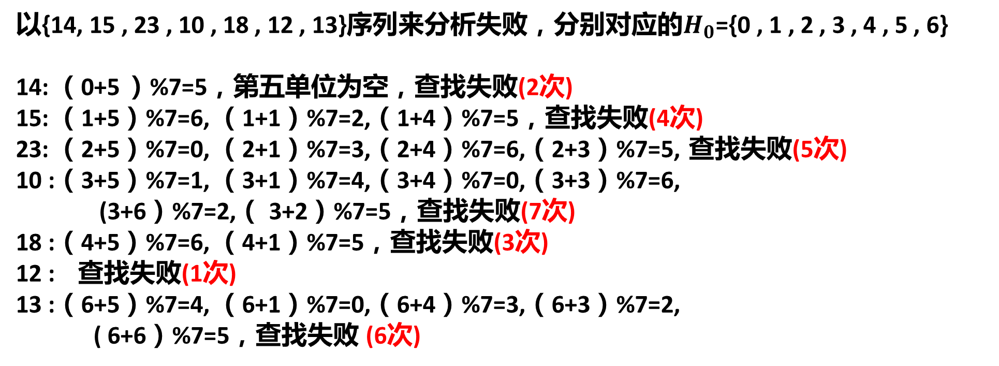 以{14, 15 , 23 , 10 , 18 , 12 , 13}序列来分析失败，分别对应的H₀={0 , 1 , 2 , 3 , 4 , 5 , 6}
14:（0+5 ）%7=5，第五单位为空，查找失败(2次)
15:（1+5）%7=6,（1+1）%7=2,（1+4）%7=5，查找失败(4次)
23:（2+5）%7=0,（2+1）%7=3,（2+4）%7=6,（2+3）%7=5, 查找失败(5次)
10 :（3+5）%7=1,（3+1）%7=4,（3+4）%7=0,（3+3）%7=6,
(3+6）%7=2,（ 3+2）%7=5，查找失败(7次)
18 :（4+5）%7=6,（4+1）%7=5，查找失败(3次)
12 : 查找失败(1次)
13 :（6+5）%7=4,（6+1）%7=0,（6+4）%7=3,（6+3）%7=2,
（6+6）%7=5，查找失败 (6次)